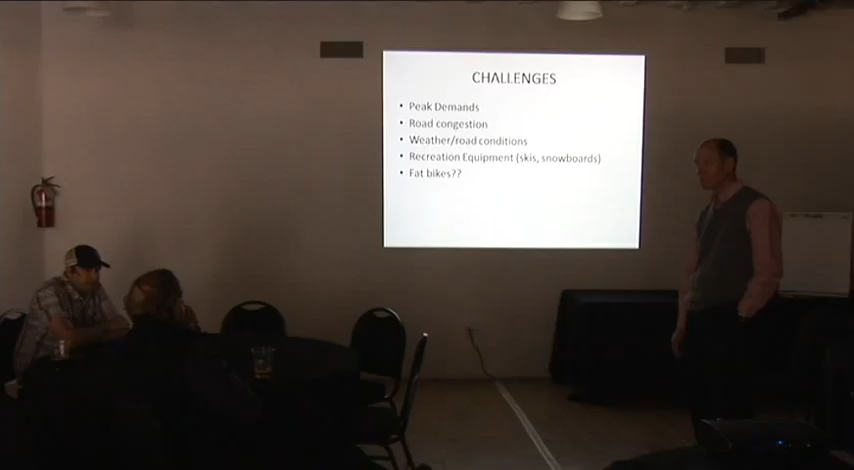 CHALLENGES
• Peak Demands
• Road congestion
• Weather/road conditions
• Recreation Equipment (skis, snowboards)
• Fat bikes??